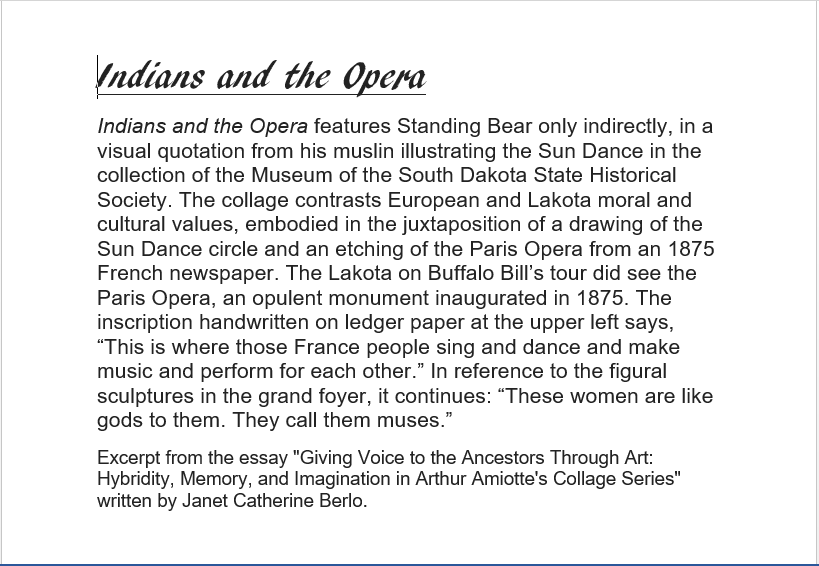 Indians and the Opera
Indians and the Opera features Standing Bear only indirectly, in a
visual quotation from his muslin illustrating the Sun Dance in the
collection of the Museum of the South Dakota State Historical
Society. The collage contrasts European and Lakota moral and
cultural values, embodied in the juxtaposition of a drawing of the
Sun Dance circle and an etching of the Paris Opera from an 1875
French newspaper. The Lakota on Buffalo Bill’s tour did see the
Paris Opera, an opulent monument inaugurated in 1875. The
inscription handwritten on ledger paper at the upper left says,
“This is where those France people sing and dance and make
music and perform for each other.” In reference to the figural
sculptures in the grand foyer, it continues: “These women are like
gods to them. They call them muses.”
Excerpt from the essay "Giving Voice to the Ancestors Through Art:
Hybridity, Memory, and Imagination in Arthur Amiotte's Collage Series"
written by Janet Catherine Berlo.